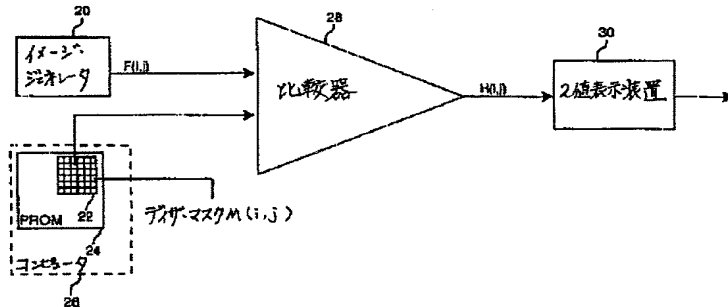 20
イメージ・
ジェネレータ
F(i,j)
28
比較器
H(i,j)
30
2値表示装置
PROM
22
ディザ・マスクM(i,j)
24
コンピュータ
26